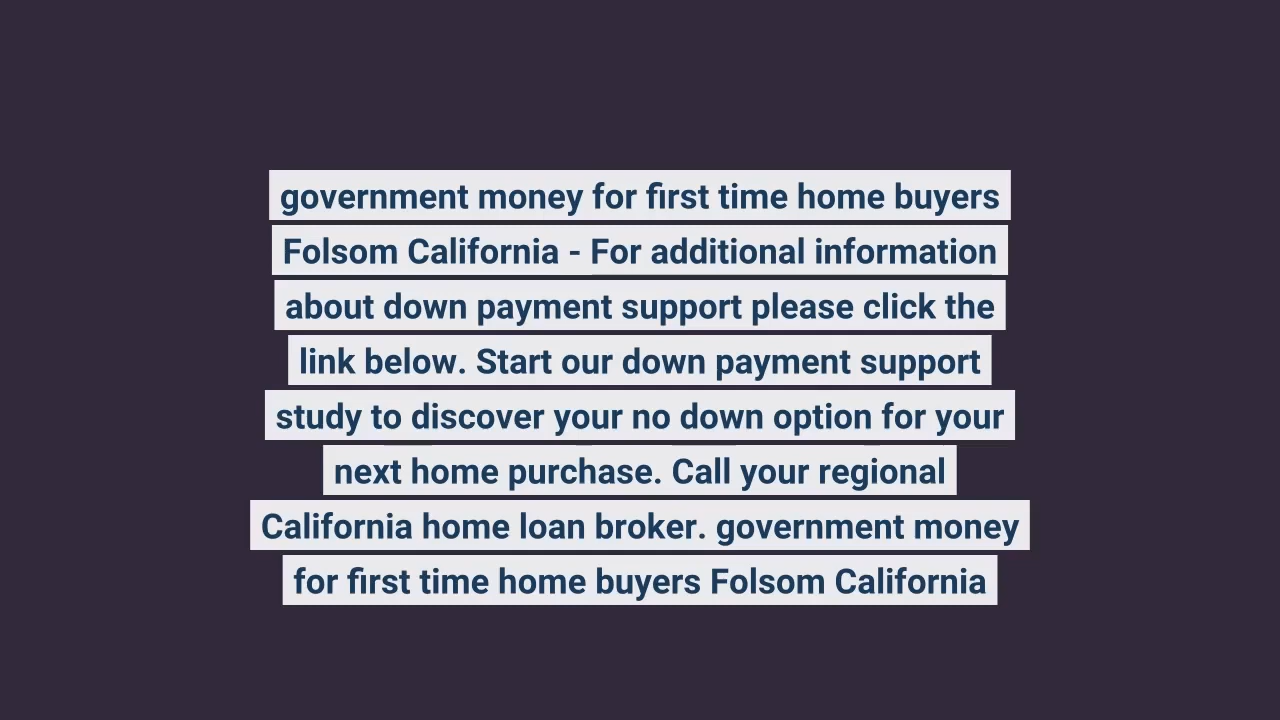 government money for first time home buyers
Folsom California - For additional information
about down payment support please click the
link below. Start our down payment support
study to discover your no down option for your
next home purchase. Call your regional
California home loan broker. government money
for first time home buyers Folsom California